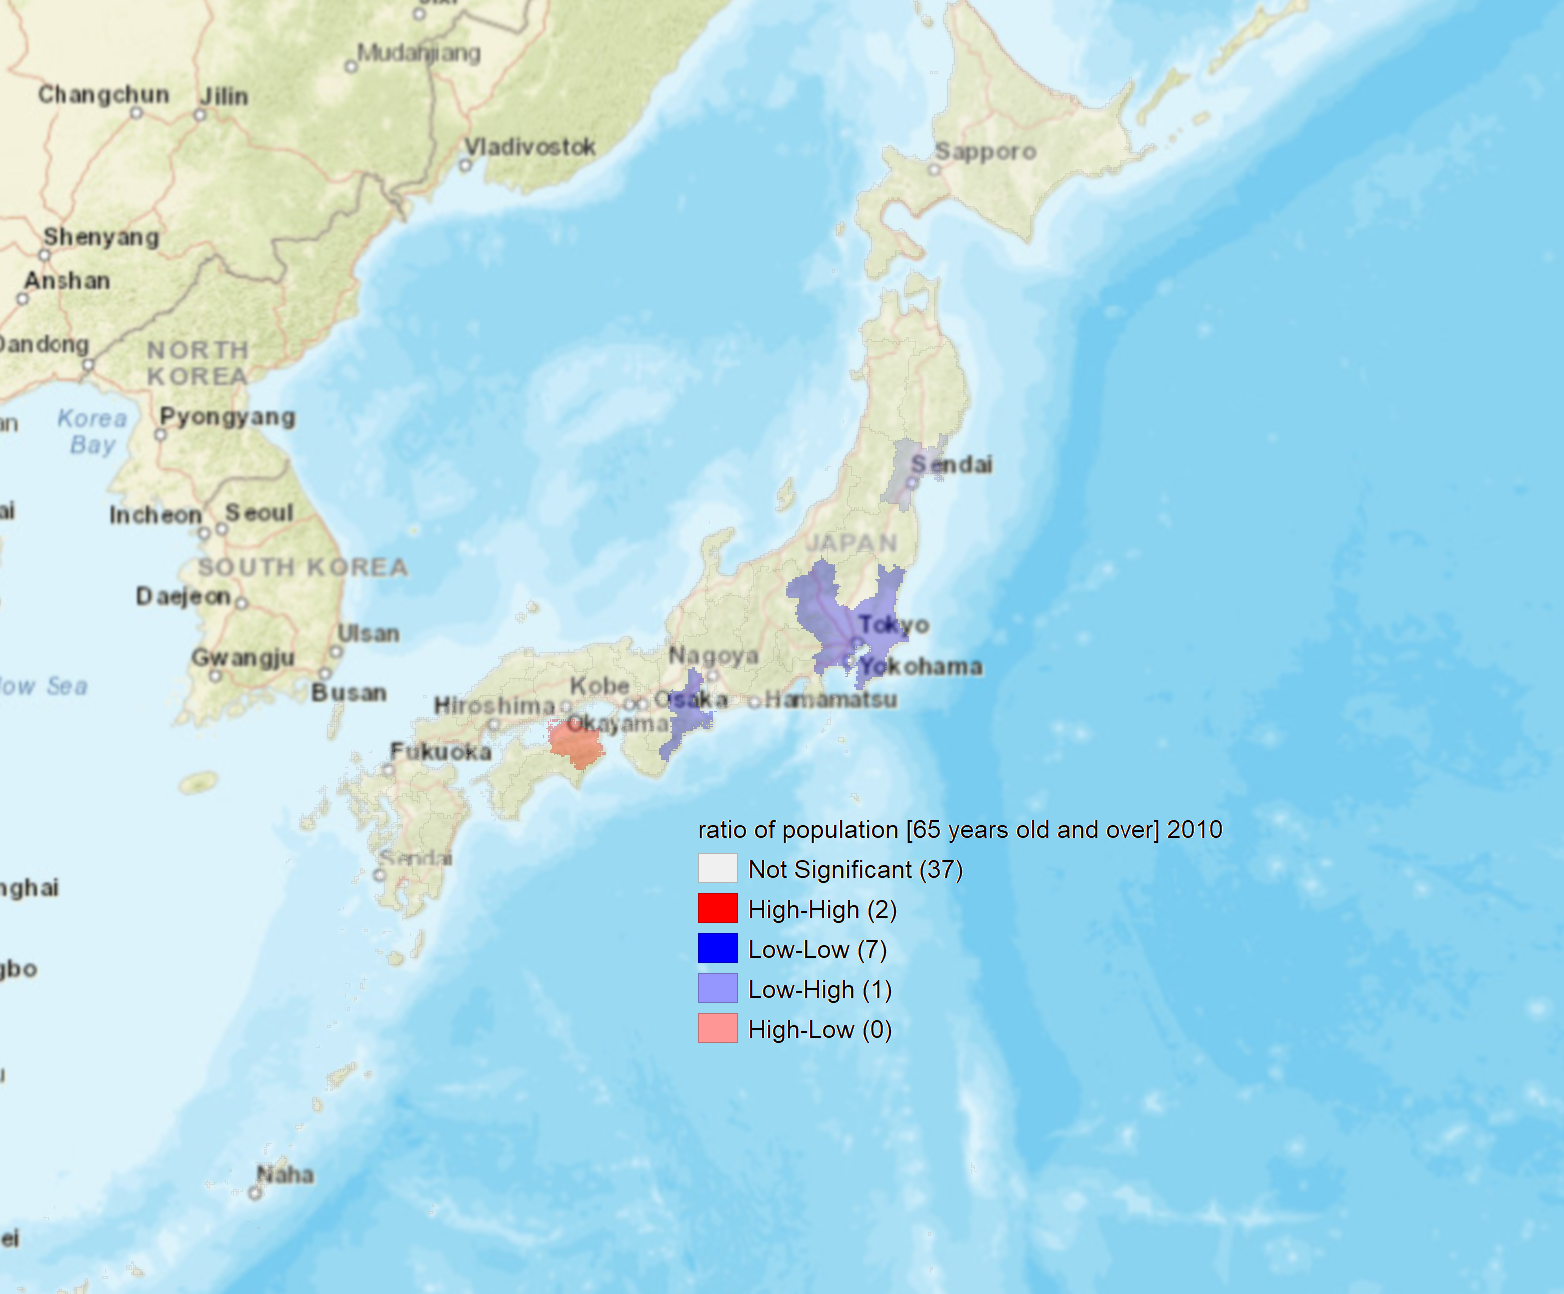 Mudanjiang
Changchun
Jilin
Vladivostok
Sapporo
Shenyang
Anshan
NORTH
KOREA
Korea
Bay
Pyongyang
Sendai
Incheon
Seoul
JAPAN
SOUTH KOREA
Daejeon
Tokyo
Ulsan
Gwangju
Nagoya
Yokohama
Kobe
Busan
Osaka
Hamamatsu
Hiroshima
Okayama
Fukuoka
ratio of population [65 years old and over] 2010
Sendai
Not Significant (37)
High-High (2)
Low-Low (7)
Low-High (1)
High-Low (0)
Naha